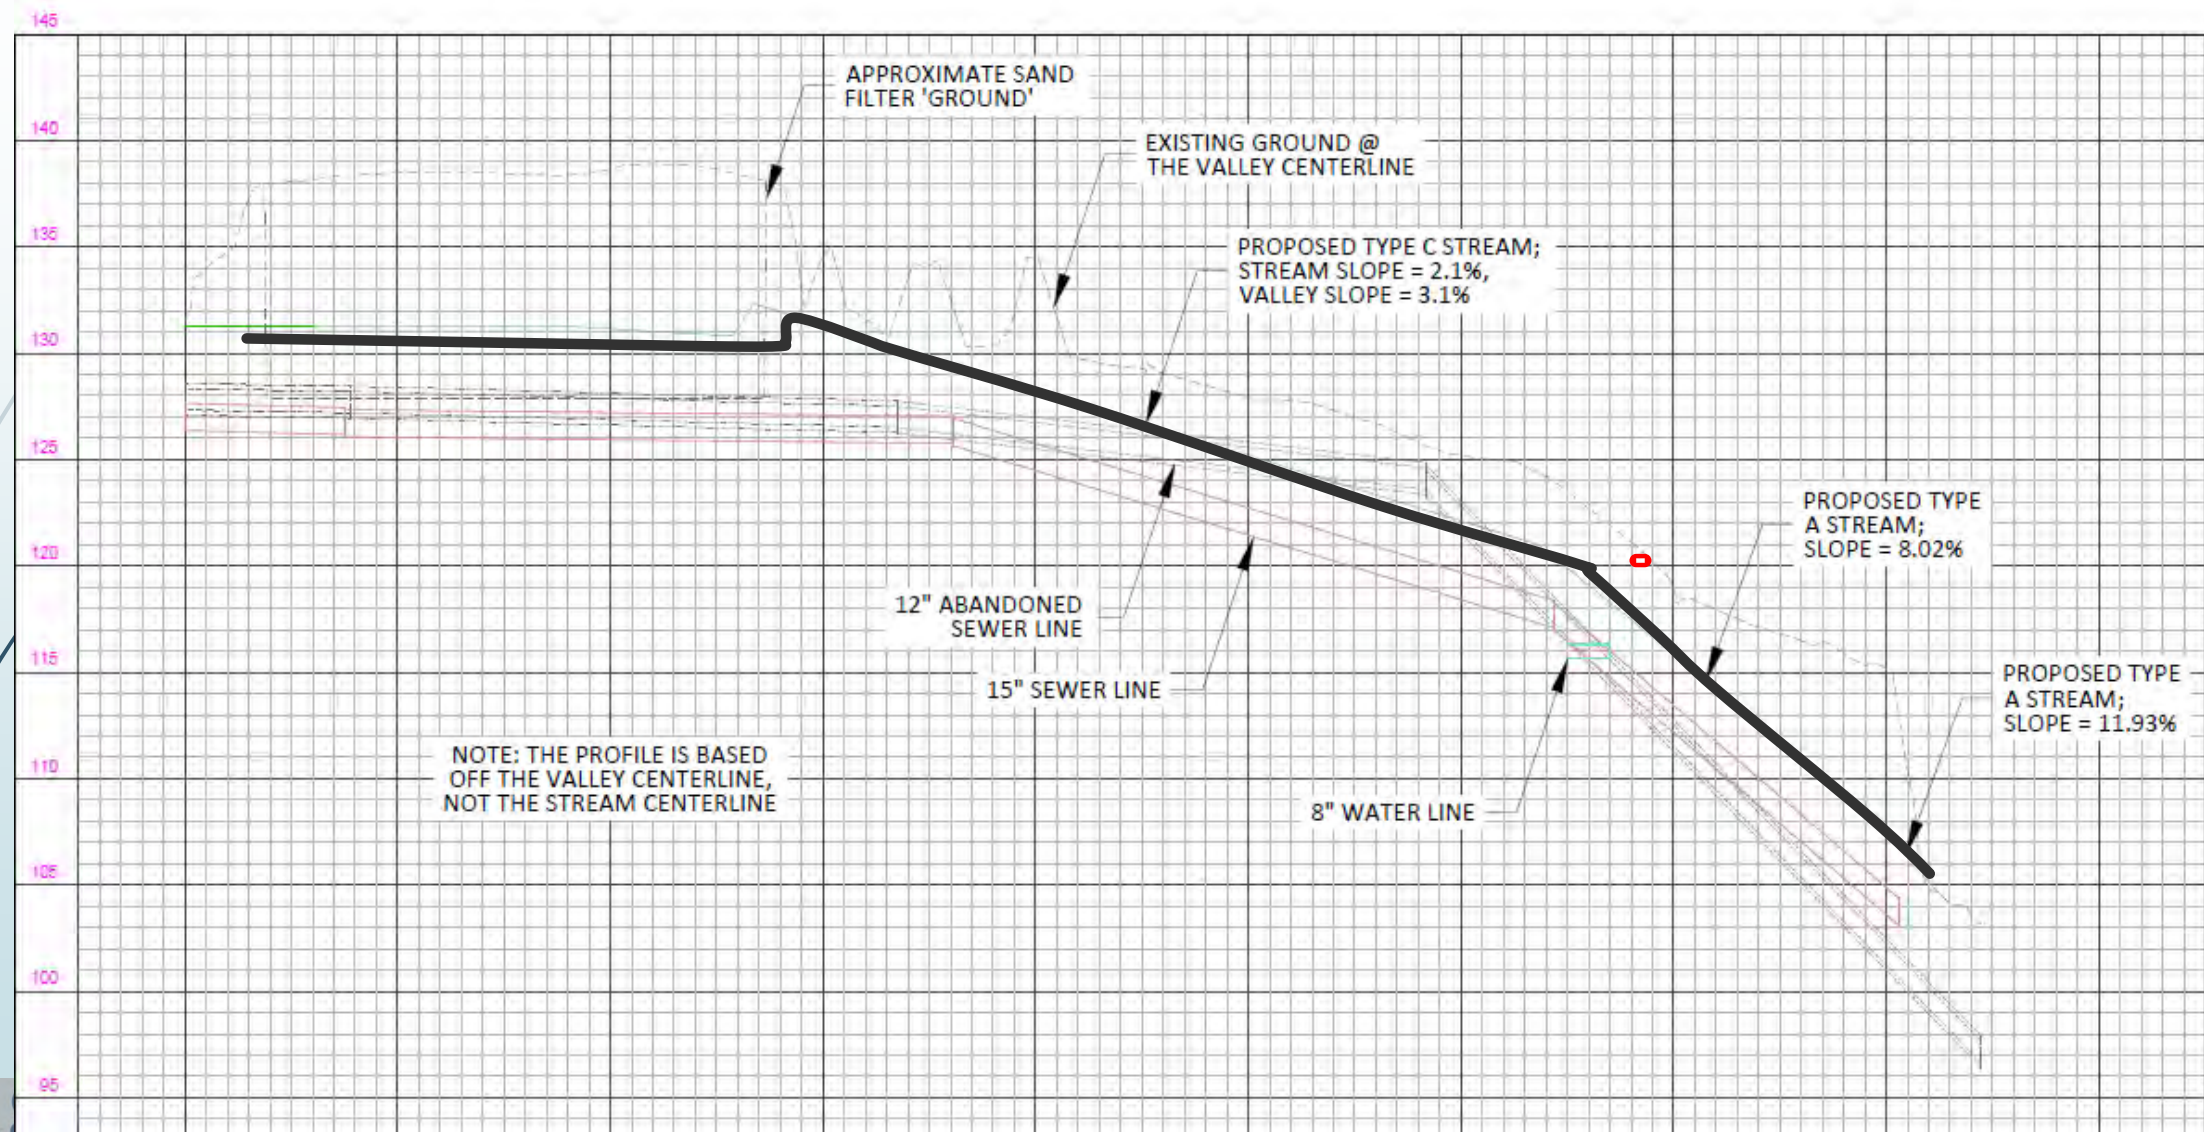 145
APPROXIMATE SAND
FILTER 'GROUND'
140
EXISTING GROUND @
THE VALLEY CENTERLINE
135
PROPOSED TYPE C STREAM;
STREAM SLOPE = 2.1%,
VALLEY SLOPE = 3.1%
130
125
120
PROPOSED TYPE
A STREAM;
SLOPE = 8.02%
12" ABANDONED
SEWER LINE
115
15" SEWER LINE
PROPOSED TYPE
A STREAM;
SLOPE = 11.93%
110
NOTE: THE PROFILE IS BASED
OFF THE VALLEY CENTERLINE,
NOT THE STREAM CENTERLINE
8" WATER LINE
105
100
95